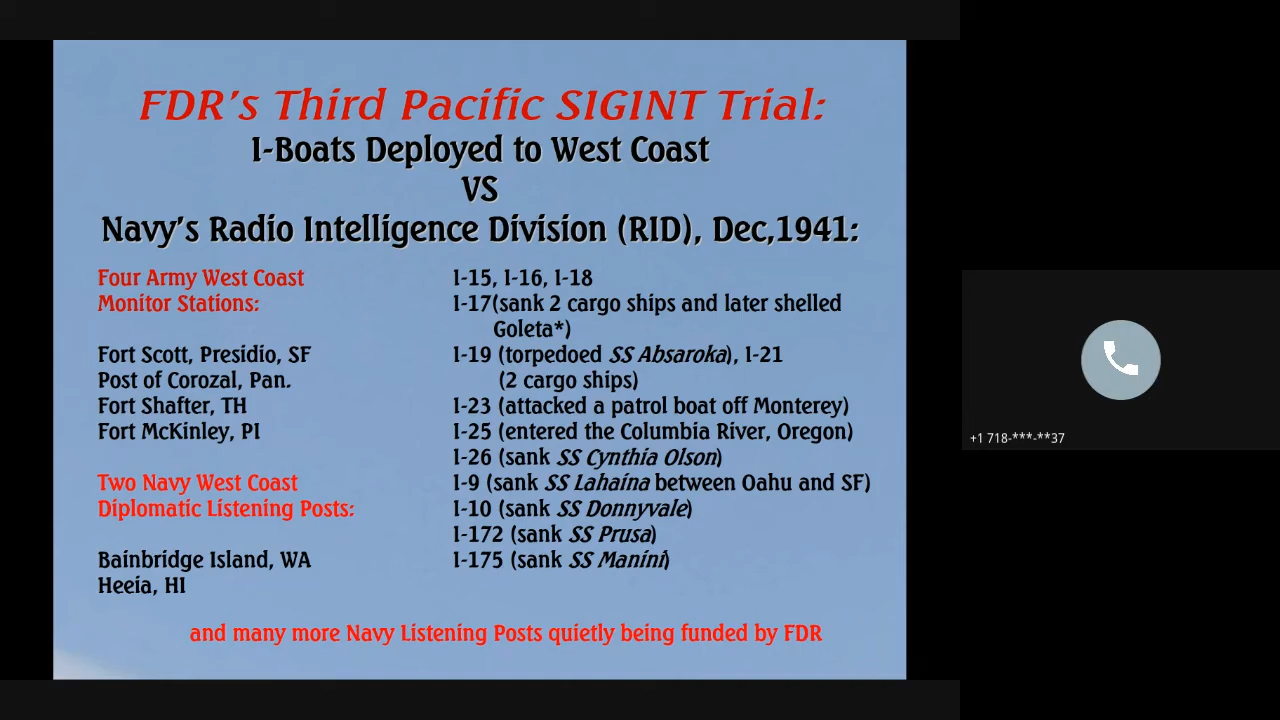 FDR's Third Pacific SIGINT Trial:
I-Boats Deployed to West Coast
VS
Navy's Radio Intelligence Division (RID), Dec,1941:
Four Army West Coast
Monitor Stations:
Fort Scott, Presidio, SF
Post of Corozal, Pan.
Fort Shafter, TH
Fort McKinley, PI
Two Navy West Coast
Diplomatic Listening Posts:
Bainbridge Island, WA
Heeia, HI
I-15, I-16, I-18
I-17(sank 2 cargo ships and later shelled
Goleta*)
I-19 (torpedoed SS Absaroka), I-21
(2 cargo ships)
I-23 (attacked a patrol boat off Monterey)
I-25 (entered the Columbia River, Oregon)
I-26 (sank SS Cynthia Olson)
I-9 (sank SS Lahaina between Oahu and SF)
I-10 (sank SS Donnyvale)
I-172 (sank SS Prusa)
I-175 (sank SS Manini)
and many more Navy Listening Posts quietly being funded by FDR
+1 718-***-**37